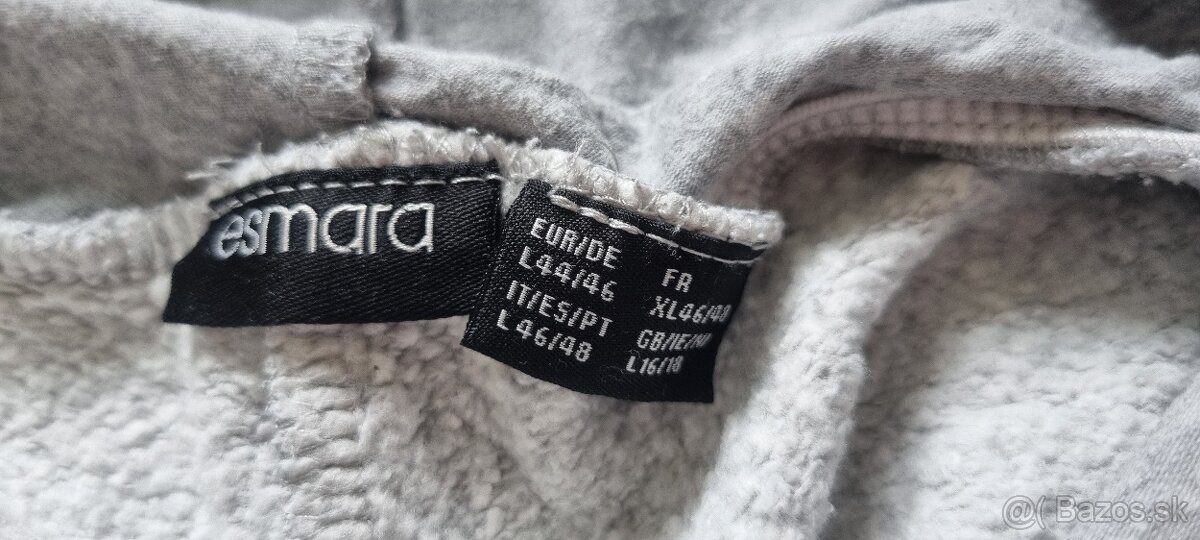 esmara
EUR/DE
L44/46
IT/ES/PT
L46/48
FR
XL46/48
GB/IE/NI
L16/18
@( Bazos.sk